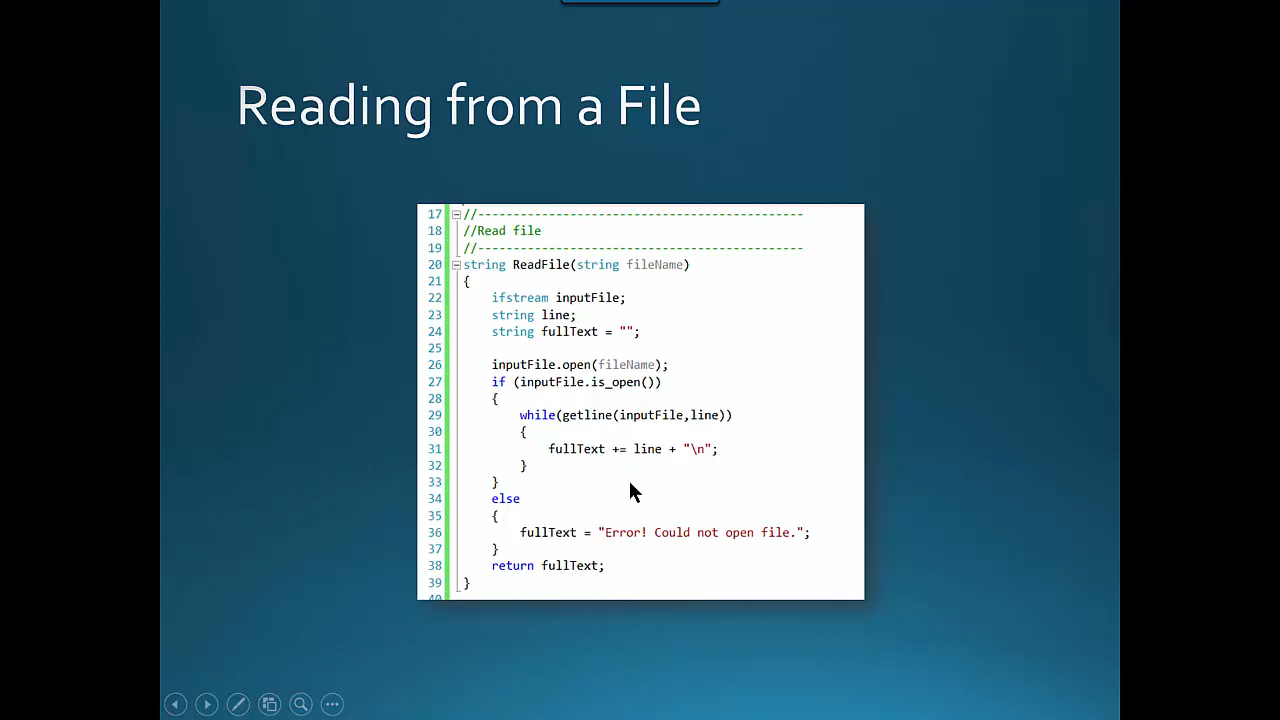 Reading from a File
17 //----------------------------------------------
18 //Read file
19 //----------------------------------------------
20 string ReadFile(string fileName)
21 {
22 ifstream inputFile;
23 string line;
24 string fullText = "";
25
26 inputFile.open(fileName);
27 if (inputFile.is_open())
28 {
29 while(getline(inputFile,line))
30 {
31 fullText += line + "\n";
32 }
33 }
34 else
35 {
36 fullText = "Error! Could not open file.";
37 }
38 return fullText;
39 }
40